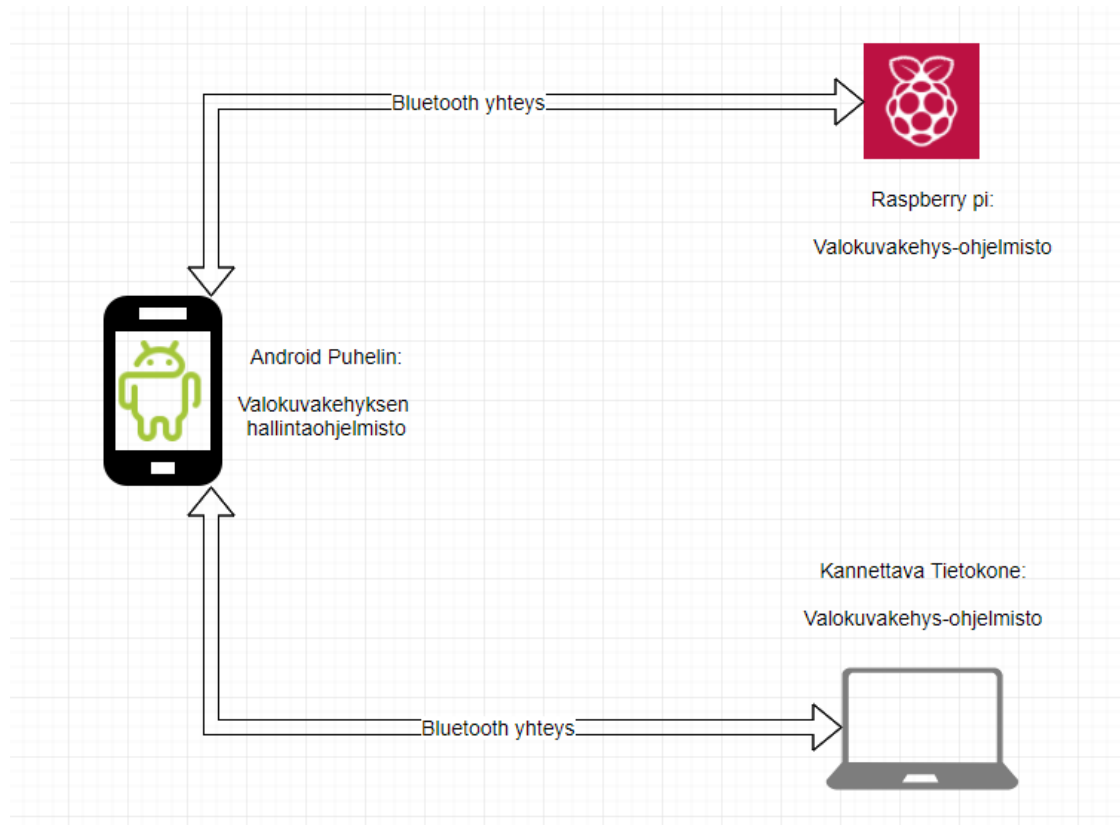 Bluetooth yhteys
Raspberry pi:
Valokuvakehys-ohjelmisto
Android Puhelin:
Valokuvakehyksen
hallintaohjelmisto
Kannettava Tietokone:
Valokuvakehys-ohjelmisto
Bluetooth yhteys